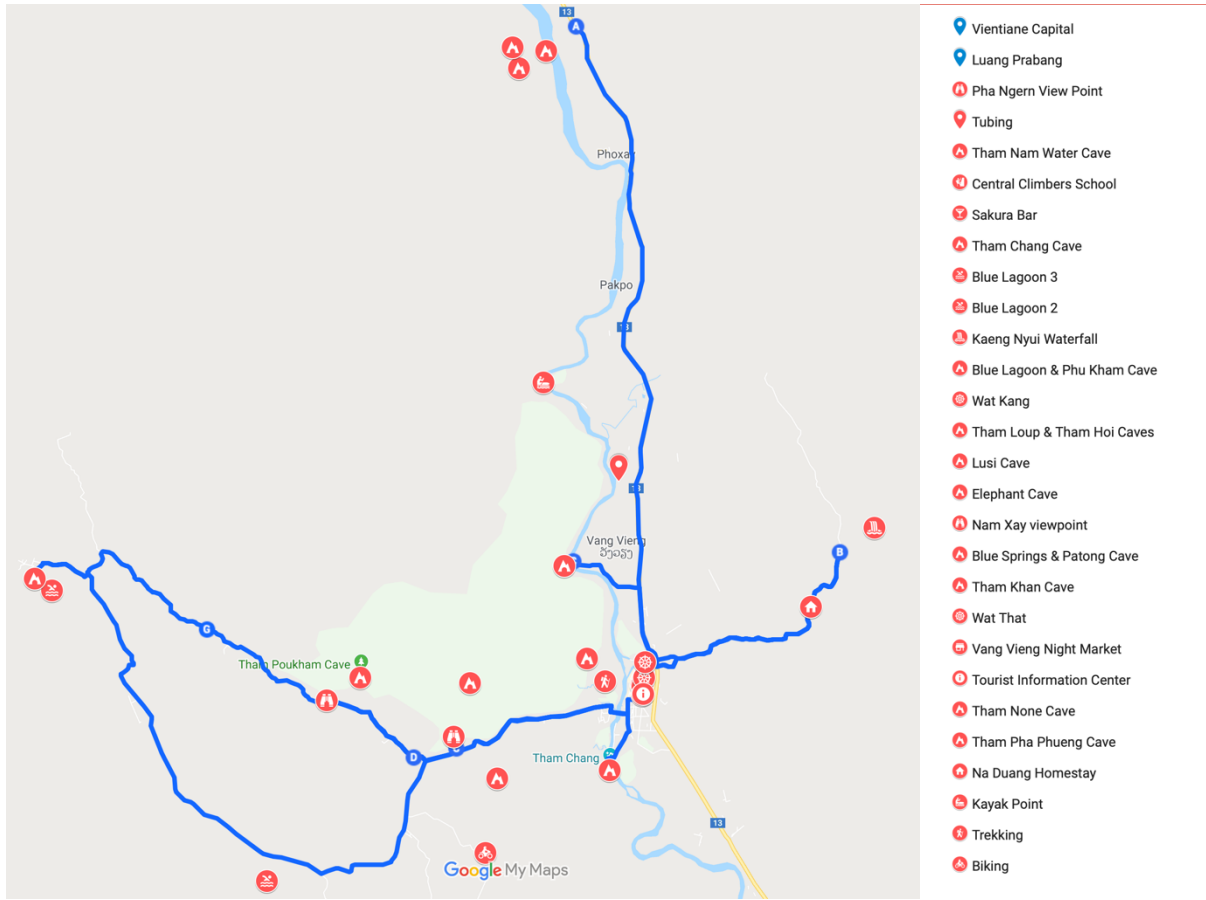 13
A
Phoxay
Pakpo
13
13
Vang Vieng
ວັງວຽງ
B
G
Tham Poukham Cave
D
C
Tham Chang
13
Google My Maps
Vientiane Capital
Luang Prabang
Pha Ngern View Point
Tubing
Tham Nam Water Cave
Central Climbers School
Sakura Bar
Tham Chang Cave
Blue Lagoon 3
Blue Lagoon 2
Kaeng Nyui Waterfall
Blue Lagoon & Phu Kham Cave
Wat Kang
Tham Loup & Tham Hoi Caves
Lusi Cave
Elephant Cave
Nam Xay viewpoint
Blue Springs & Patong Cave
Tham Khan Cave
Wat That
Vang Vieng Night Market
Tourist Information Center
Tham None Cave
Tham Pha Phueng Cave
Na Duang Homestay
Kayak Point
Trekking
Biking